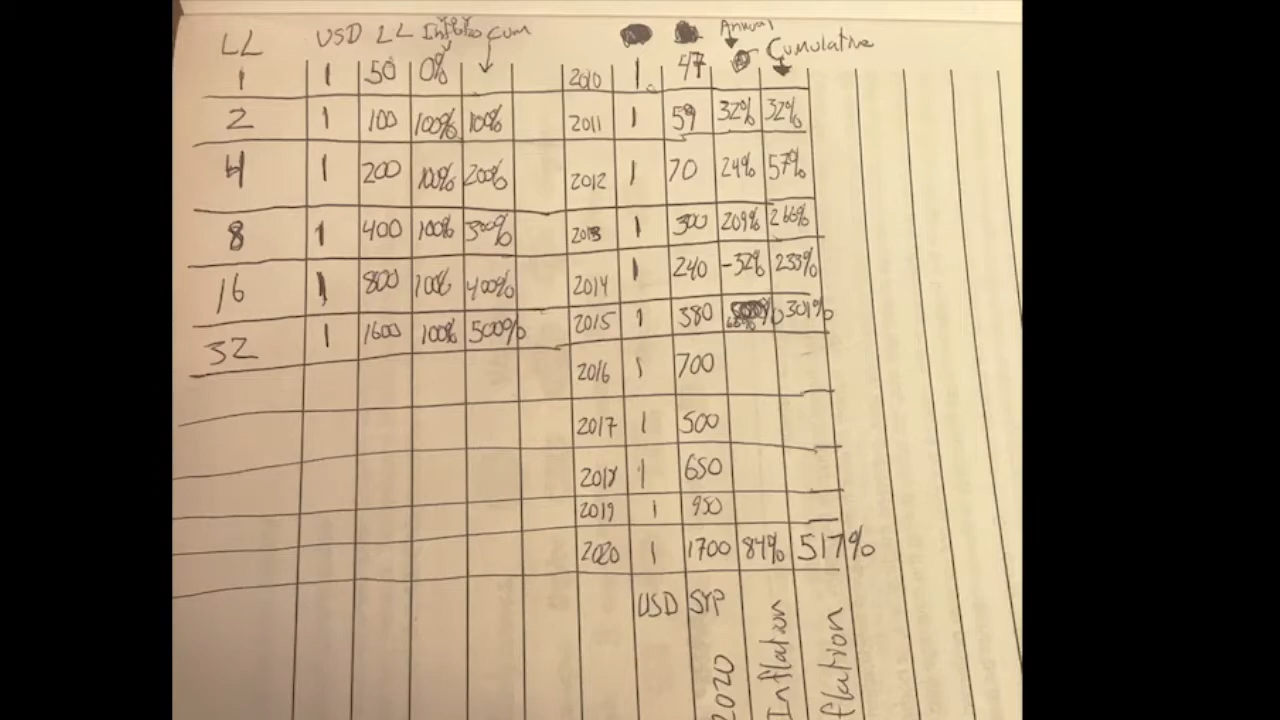 LL USD LL cum Annual
Cumulative
1 1 50 0% 2010 1 47
2 1 100 100% 100% 2011 1 59 32% 32%
4 1 200 100% 200% 2012 1 70 24% 57%
8 1 400 100% 300% 2013 1 300 209% 266%
16 1 800 100% 400% 2014 1 240 -32% 233%
32 1 1600 100% 500% 2015 1 380 301%
2016 1 700
2017 1 500
2018 1 650
2019 1 950
2020 1 1700 84% 517%
USD SYP
2020
Inflation
flation